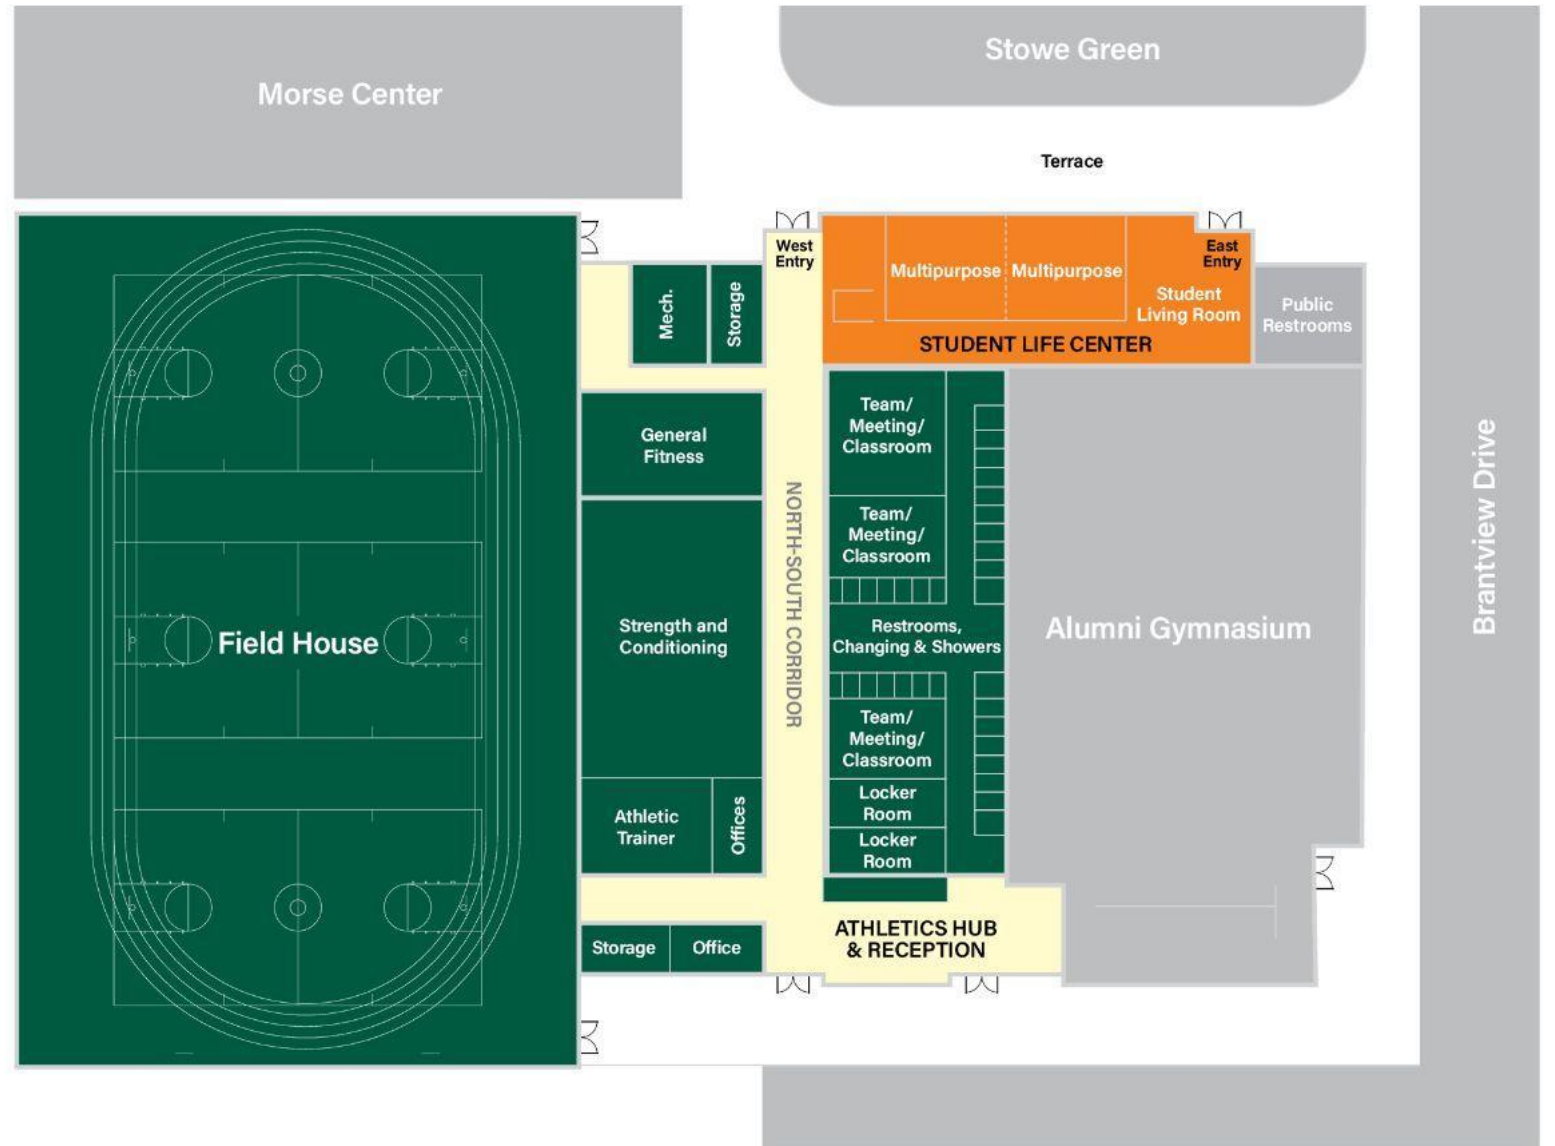 Morse Center
Stowe Green
Terrace
West
Entry
East
Entry
Multipurpose
Multipurpose
Student
Living Room
STUDENT LIFE CENTER
Public
Restrooms
Mech.
Storage
General
Fitness
Strength and
Conditioning
Athletic
Trainer
Offices
Storage
Office
Field House
NORTH-SOUTH CORRIDOR
Team/
Meeting/
Classroom
Team/
Meeting/
Classroom
Restrooms,
Changing & Showers
Team/
Meeting/
Classroom
Locker
Room
Locker
Room
ATHLETICS HUB
& RECEPTION
Alumni Gymnasium
Brantview Drive